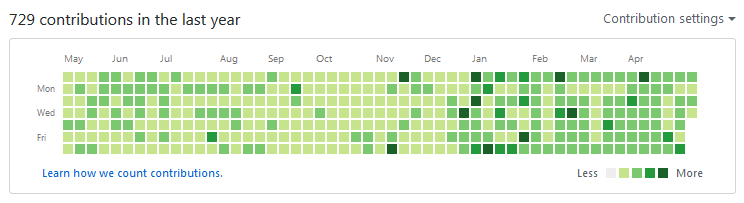 729 contributions in the last year
Contribution settings
May Jun Jul Aug Sep Oct Nov Dec Jan Feb Mar Apr
Mon
Wed
Fri
Learn how we count contributions.
Less More